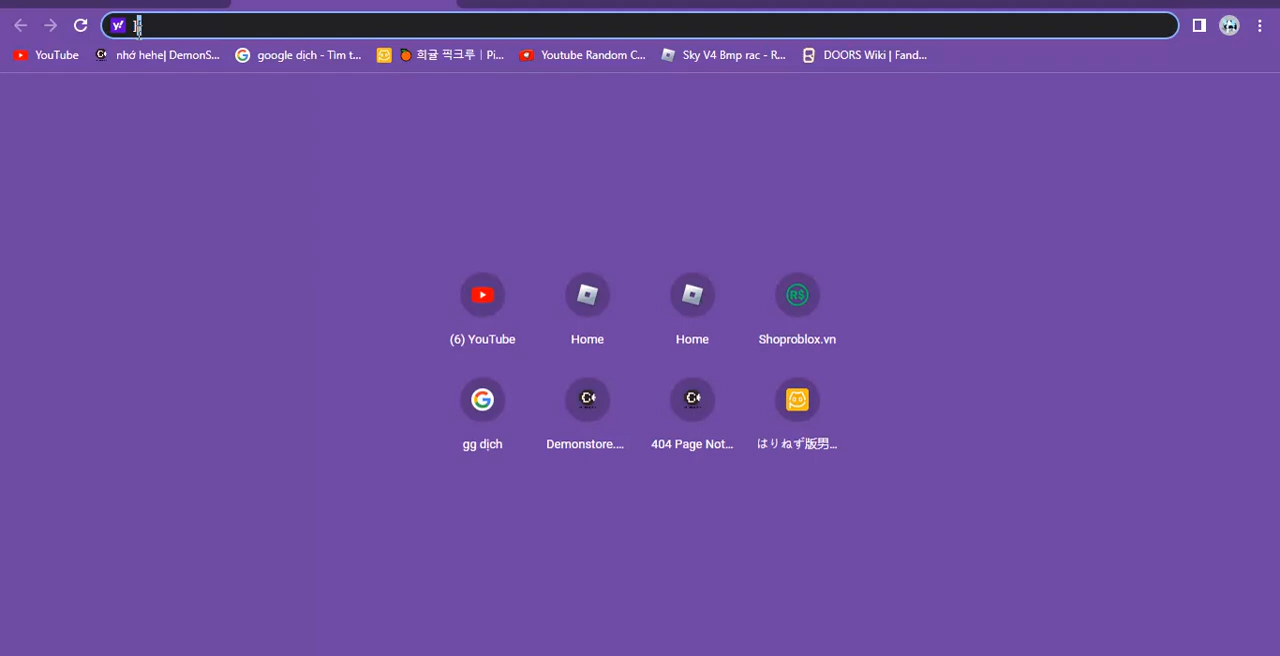 y! ]
YouTube nhớ hehe| DemonS... google dịch - Tìm t... 희귤 픽크루 | Pi... Youtube Random C... Sky V4 Bmp rac - R... DOORS Wiki | Fand...
R$
(6) YouTube Home Home Shoproblox.vn
G
gg dịch Demonstore.... 404 Page Not... はりねず版男...